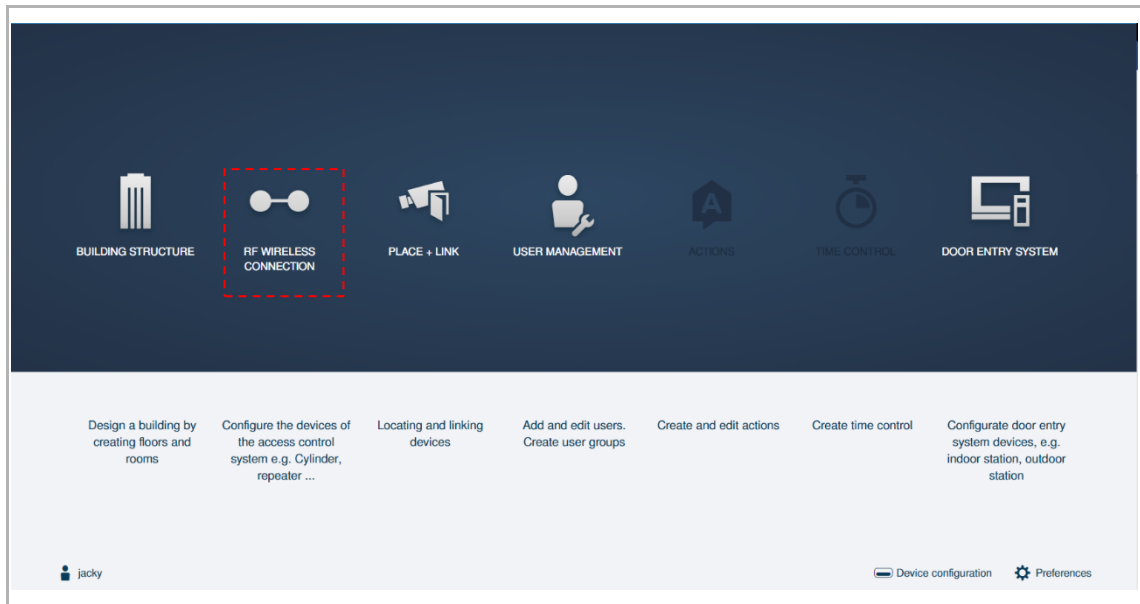 BUILDING STRUCTURE
RF WIRELESS
CONNECTION
PLACE + LINK
USER MANAGEMENT
ACTIONS
TIME CONTROL
DOOR ENTRY SYSTEM
Design a building by
creating floors and
rooms
Configure the devices of
the access control
system e.g. Cylinder,
repeater ...
Locating and linking
devices
Add and edit users.
Create user groups
Create and edit actions
Create time control
Configurate door entry
system devices, e.g.
indoor station, outdoor
station
jacky
Device configuration
Preferences